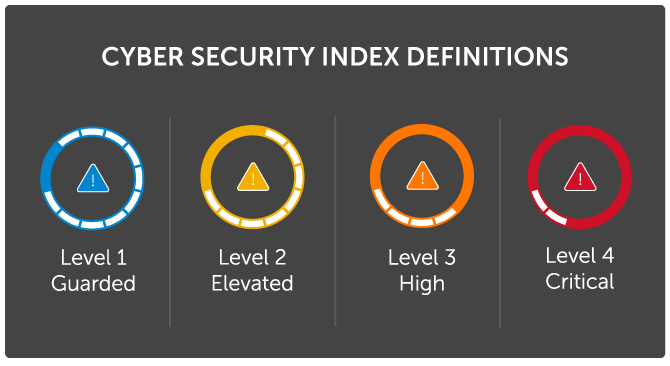 CYBER SECURITY INDEX DEFINITIONS
Level 1
Guarded
Level 2
Elevated
Level 3
High
Level 4
Critical